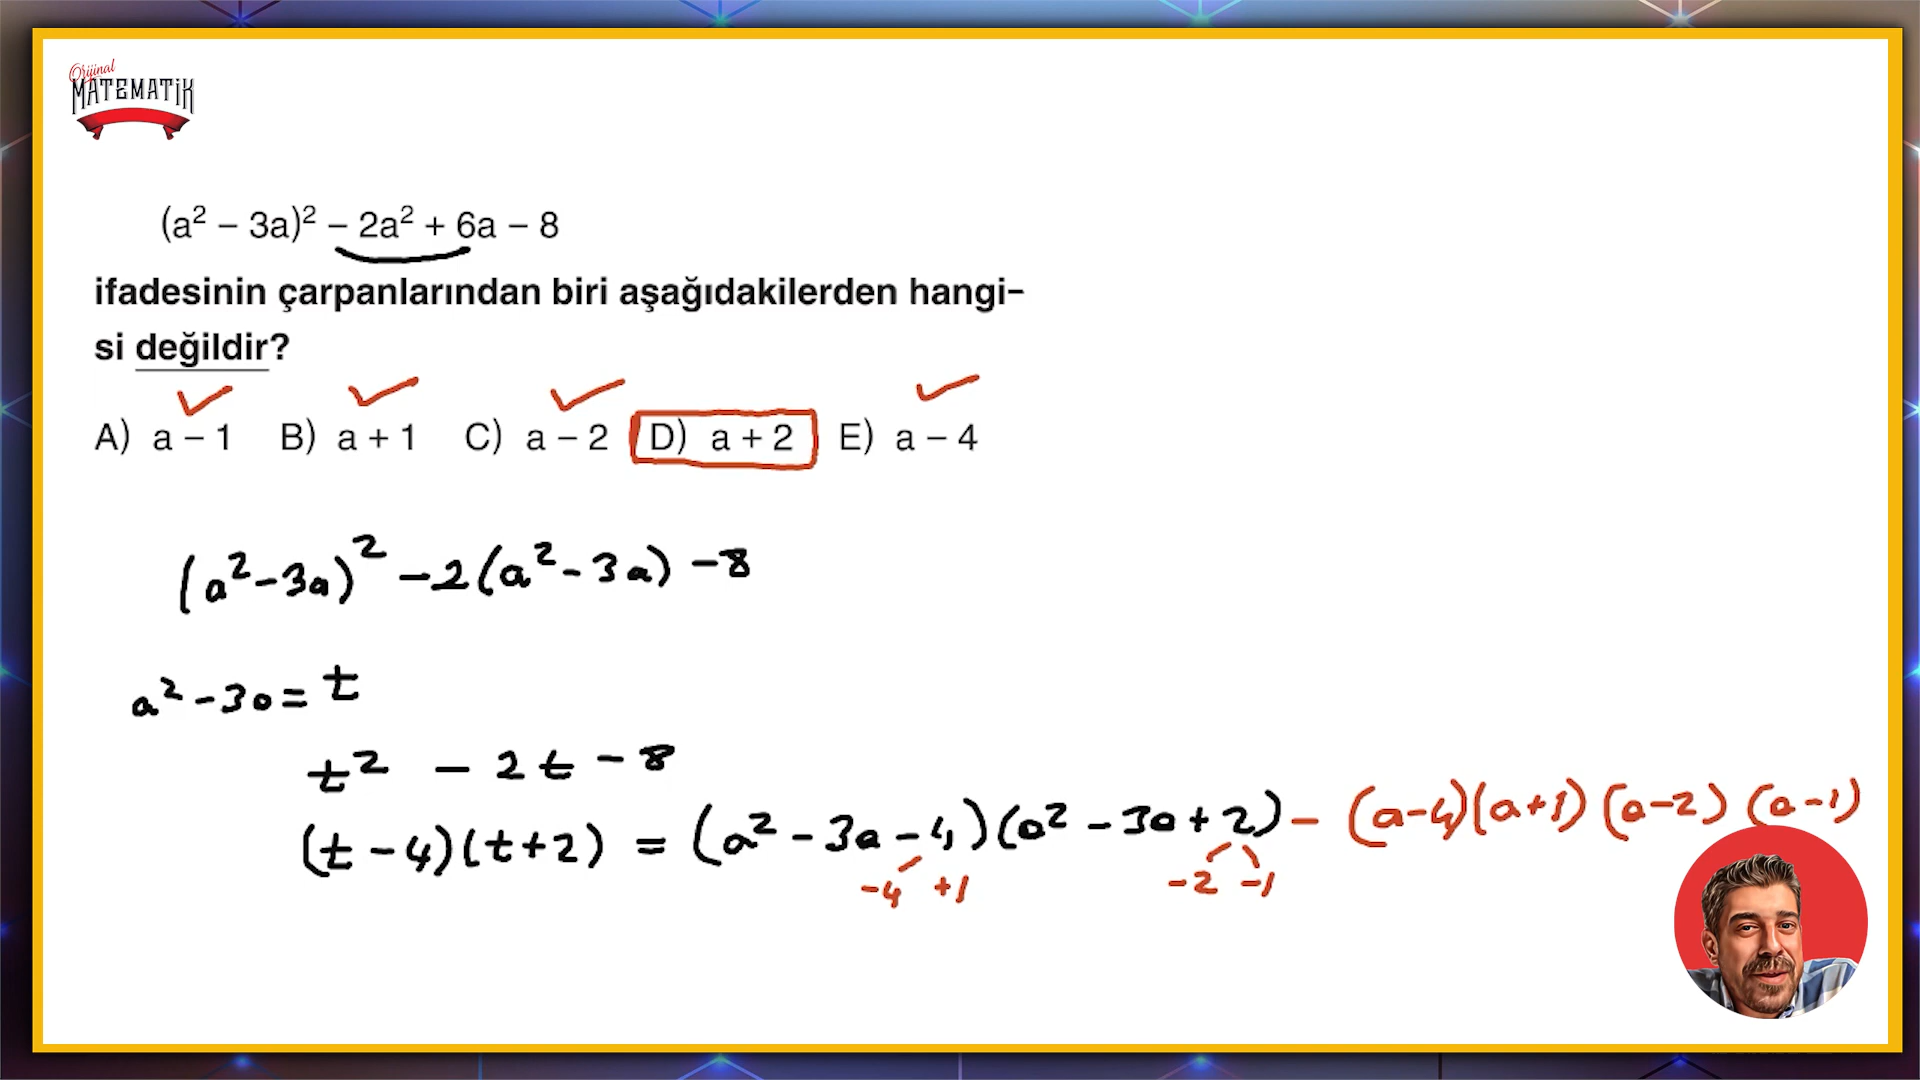 Orijinal
MATEMATİK
(a² – 3a)² – 2a² + 6a – 8
ifadesinin çarpanlarından biri aşağıdakilerden hangi-
si değildir?
A) a – 1 B) a + 1 C) a – 2 D) a + 2 E) a – 4
(a²-3a)² -2(a²-3a) -8
a²-3a= t
t² - 2t - 8
(t-4)(t+2) = (a²-3a-4)(a²-3a+2) - (a-4)(a+1)(a-2)(a-1)
-4 +1 -2 -1